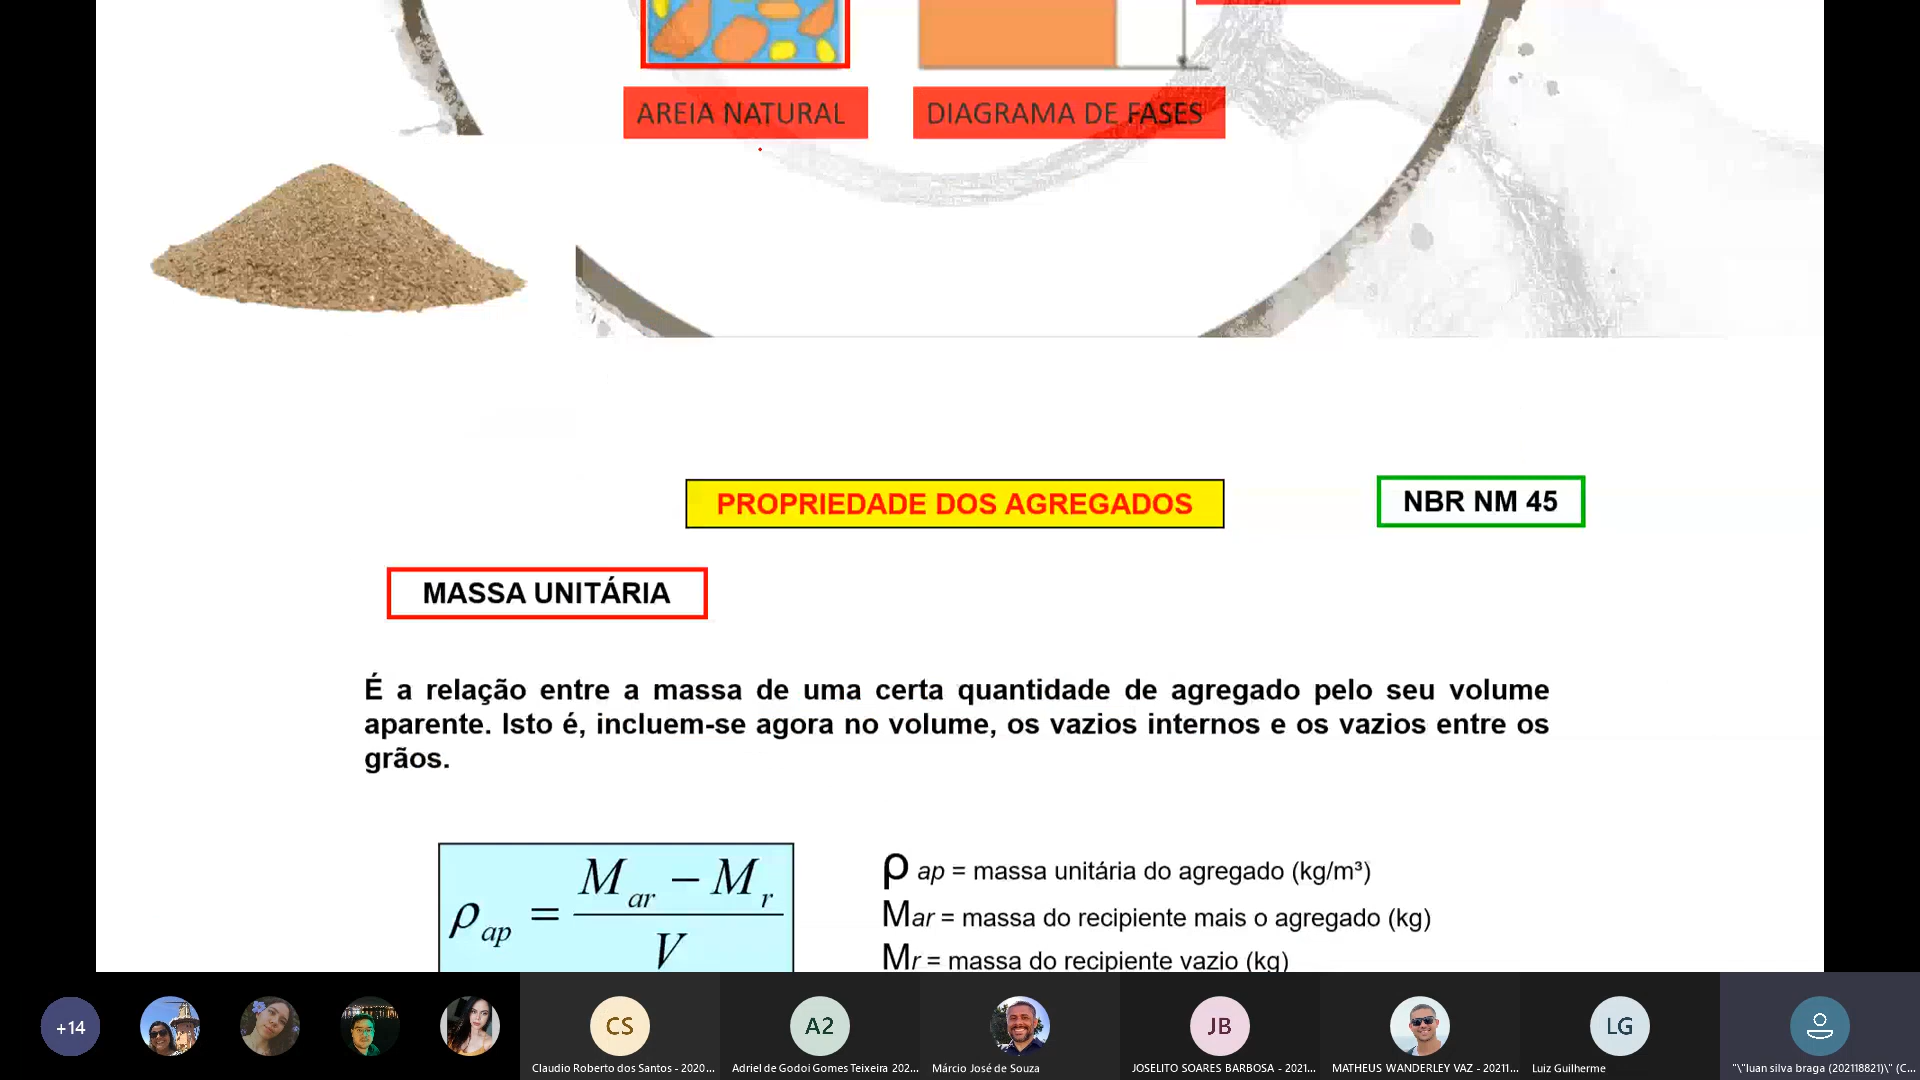 AREIA NATURAL
DIAGRAMA DE FASES
PROPRIEDADE DOS AGREGADOS
NBR NM 45
MASSA UNITÁRIA
É a relação entre a massa de uma certa quantidade de agregado pelo seu volume
aparente. Isto é, incluem-se agora no volume, os vazios internos e os vazios entre os
grãos.
ρ ap = (M ar − M r) / V
ρ ap = massa unitária do agregado (kg/m³)
Mar = massa do recipiente mais o agregado (kg)
Mr = massa do recipiente vazio (kg)
+14
CS
A2
JB
LG
Claudio Roberto dos Santos - 2020...
Adriel de Godoi Gomes Teixeira 202...
Márcio José de Souza
JOSELITO SOARES BARBOSA - 2021...
MATHEUS WANDERLEY VAZ - 20211...
Luiz Guilherme
"\"luan silva braga (202118821)\" (C...